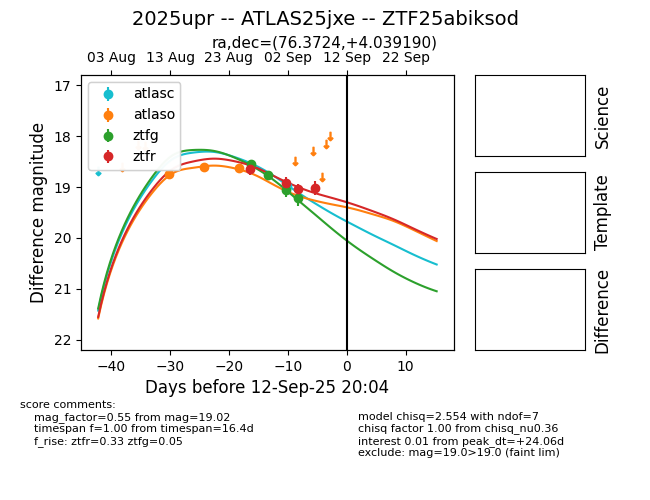 2025upr -- ATLAS25jxe -- ZTF25abiksod
ra,dec=(76.3724,+4.039190)
03 Aug 13 Aug 23 Aug 02 Sep 12 Sep 22 Sep
atlasc
atlaso
ztfg
ztfr
17
18
19
20
21
22
Difference magnitude
−40 −30 −20 −10 0 10
Days before 12-Sep-25 20:04
Science
Template
Difference
score comments:
mag_factor=0.55 from mag=19.02
timespan f=1.00 from timespan=16.4d
f_rise: ztfr=0.33 ztfg=0.05
model chisq=2.554 with ndof=7
chisq factor 1.00 from chisq_nu0.36
interest 0.01 from peak_dt=+24.06d
exclude: mag=19.0>19.0 (faint lim)